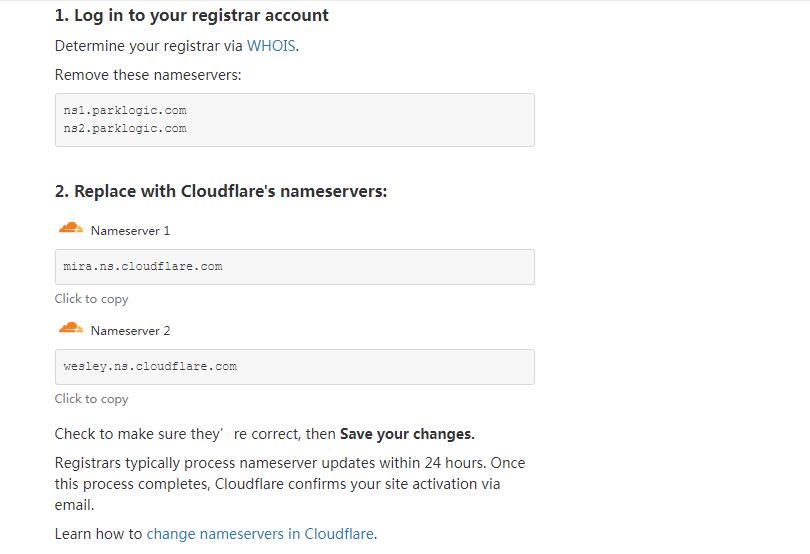 1. Log in to your registrar account
Determine your registrar via WHOIS.
Remove these nameservers:
ns1.parklogic.com
ns2.parklogic.com
2. Replace with Cloudflare's nameservers:
Nameserver 1
mira.ns.cloudflare.com
Click to copy
Nameserver 2
wesley.ns.cloudflare.com
Click to copy
Check to make sure they’ re correct, then Save your changes.
Registrars typically process nameserver updates within 24 hours. Once
this process completes, Cloudflare confirms your site activation via
email.
Learn how to change nameservers in Cloudflare.